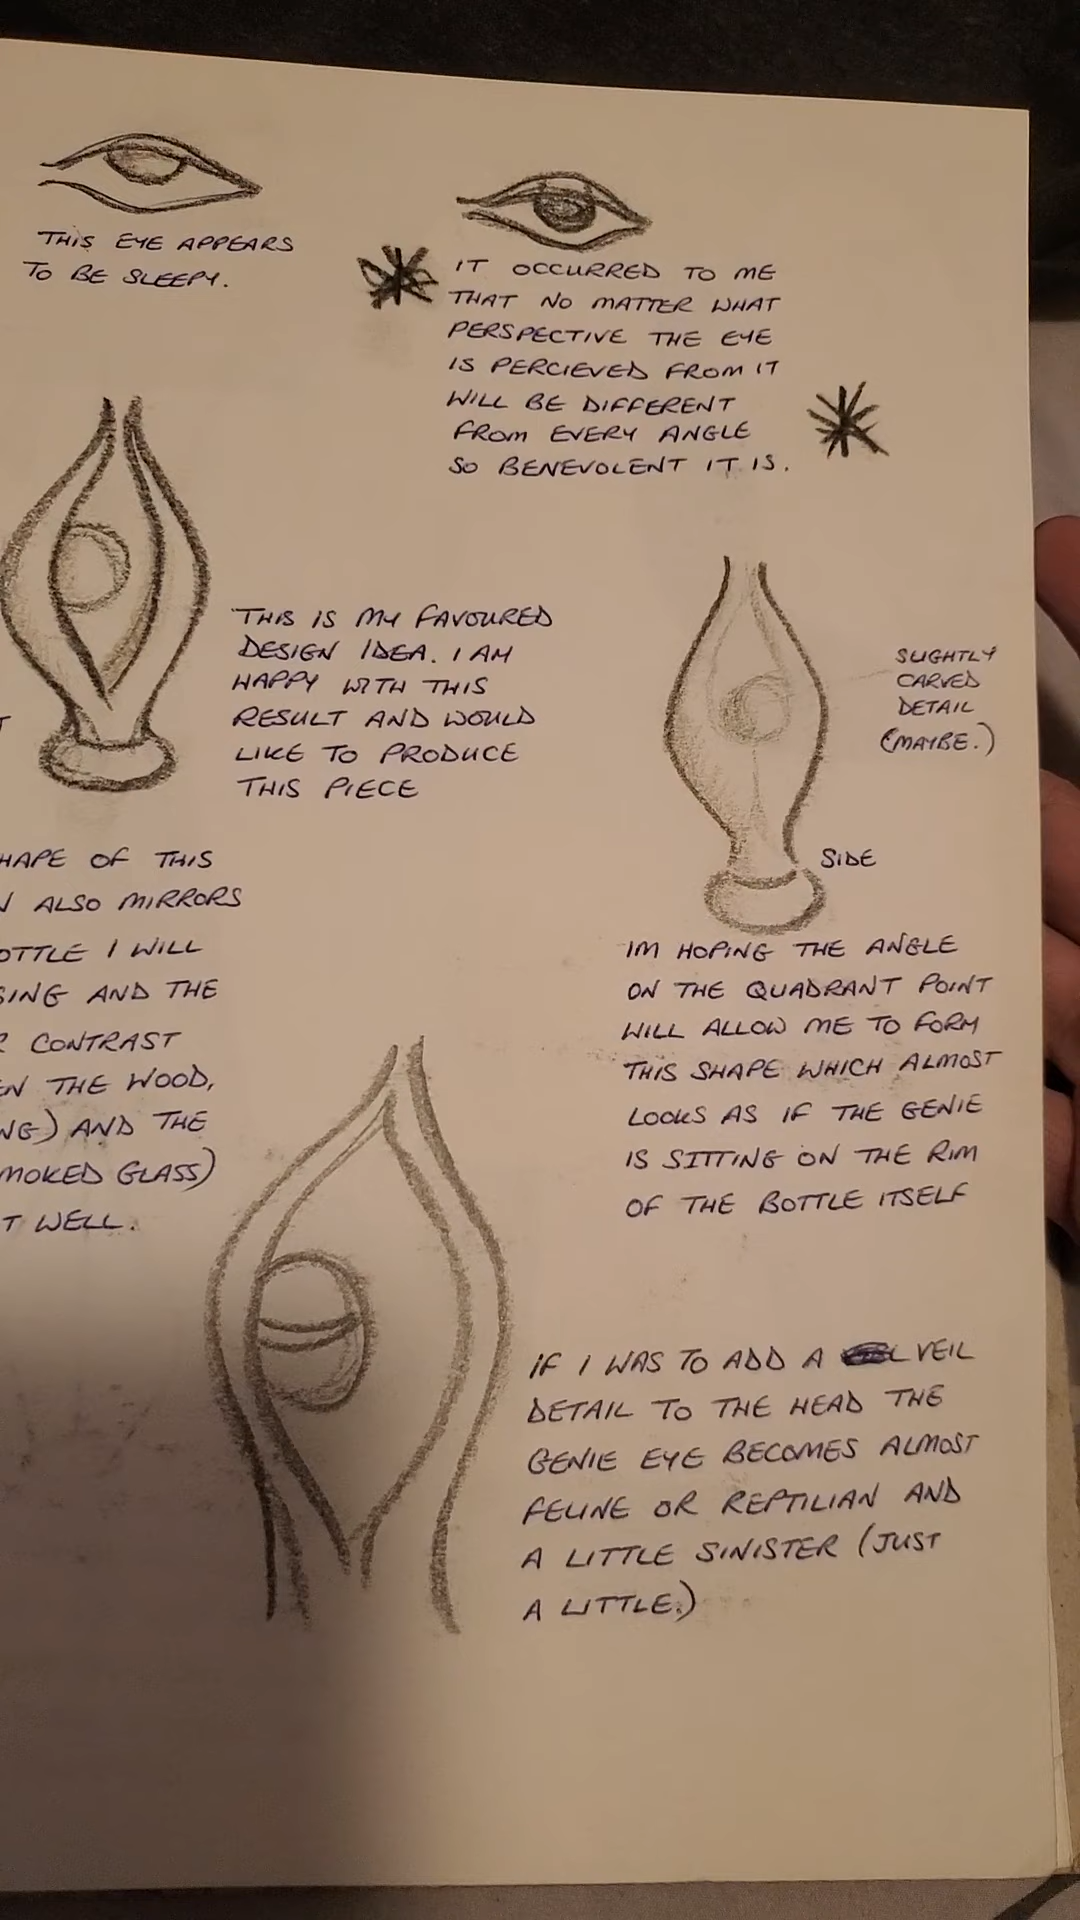 THIS EYE APPEARS
TO BE SLEEPY.
IT OCCURRED TO ME
THAT NO MATTER WHAT
PERSPECTIVE THE EYE
IS PERCIEVED FROM IT
WILL BE DIFFERENT
FROM EVERY ANGLE
SO BENEVOLENT IT IS.
THIS IS MY FAVOURED
DESIGN IDEA. I AM
HAPPY WITH THIS
RESULT AND WOULD
LIKE TO PRODUCE
THIS PIECE
SLIGHTLY
CARVED
DETAIL
(MAYBE.)
SIDE
HAPE OF THIS
N ALSO MIRRORS
OTTLE I WILL
SING AND THE
R CONTRAST
EN THE WOOD,
NG) AND THE
MOKED GLASS)
T WELL.
IM HOPING THE ANGLE
ON THE QUADRANT POINT
WILL ALLOW ME TO FORM
THIS SHAPE WHICH ALMOST
LOOKS AS IF THE GENIE
IS SITTING ON THE RIM
OF THE BOTTLE ITSELF
IF I WAS TO ADD A VEIL
DETAIL TO THE HEAD THE
GENIE EYE BECOMES ALMOST
FELINE OR REPTILIAN AND
A LITTLE SINISTER (JUST
A LITTLE.)